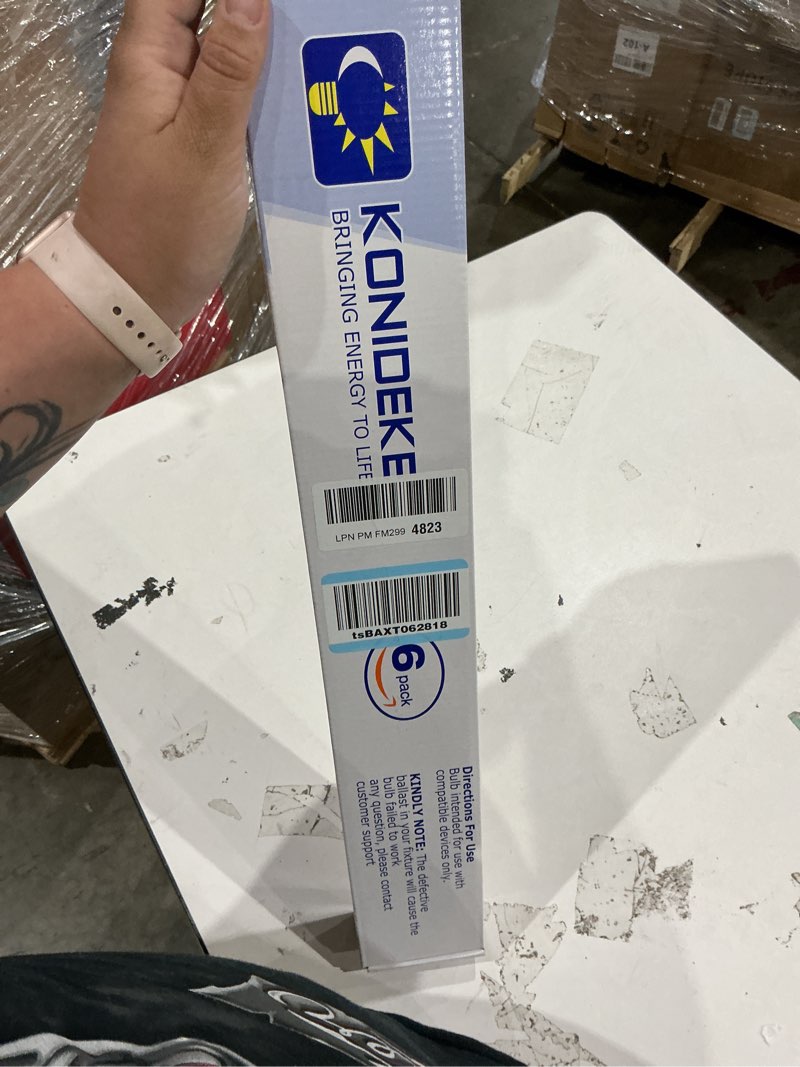 KONIDEKE
BRINGING ENERGY TO LIFE
LPN PM FM299 4823
tsBAXT062818
6
pack
Directions For Use
Bulb intended for use with
compatible devices only.
KINDLY NOTE: The defective
ballast in your fixture will cause the
bulb failed to work
any question, please contact
customer support
A-102